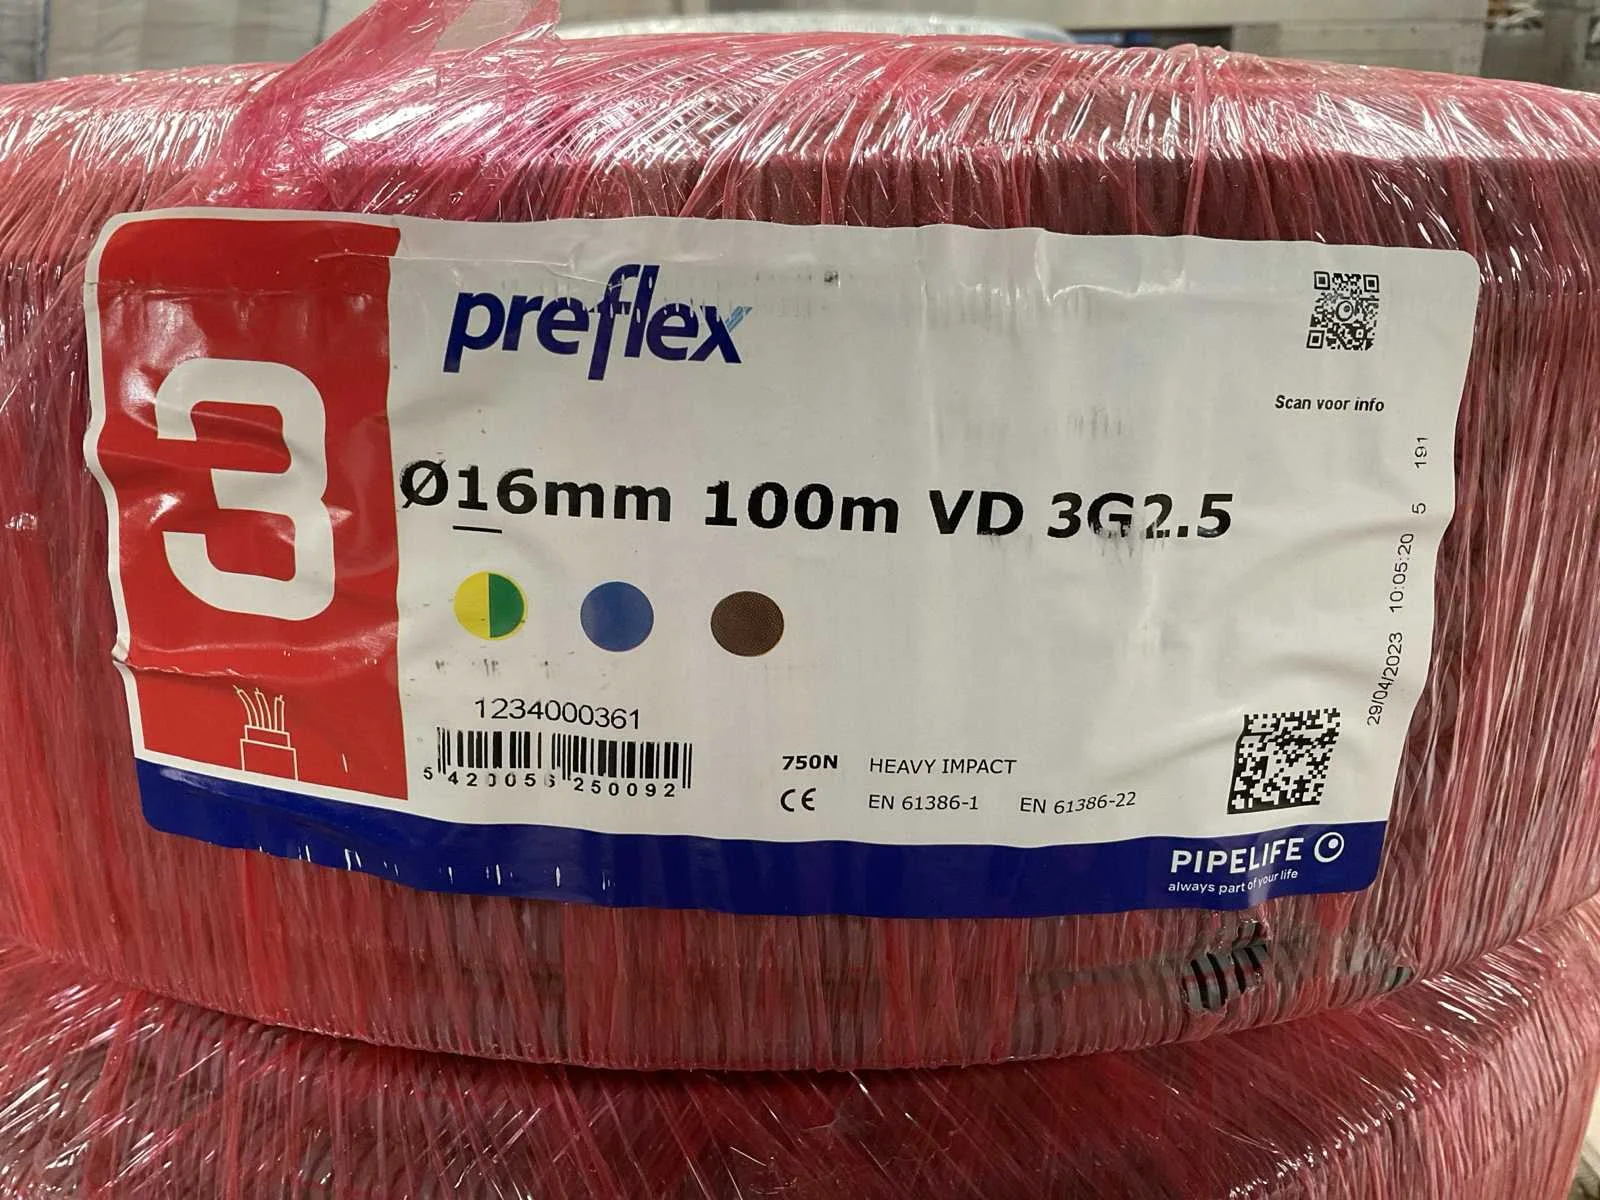 3
preflex
Scan voor info
Ø16mm 100m VD 3G2.5
1234000361
5 420056 250092
750N HEAVY IMPACT
CE EN 61386-1 EN 61386-22
29/04/2023 10:05:20 5 191
PIPELIFE
always part of your life